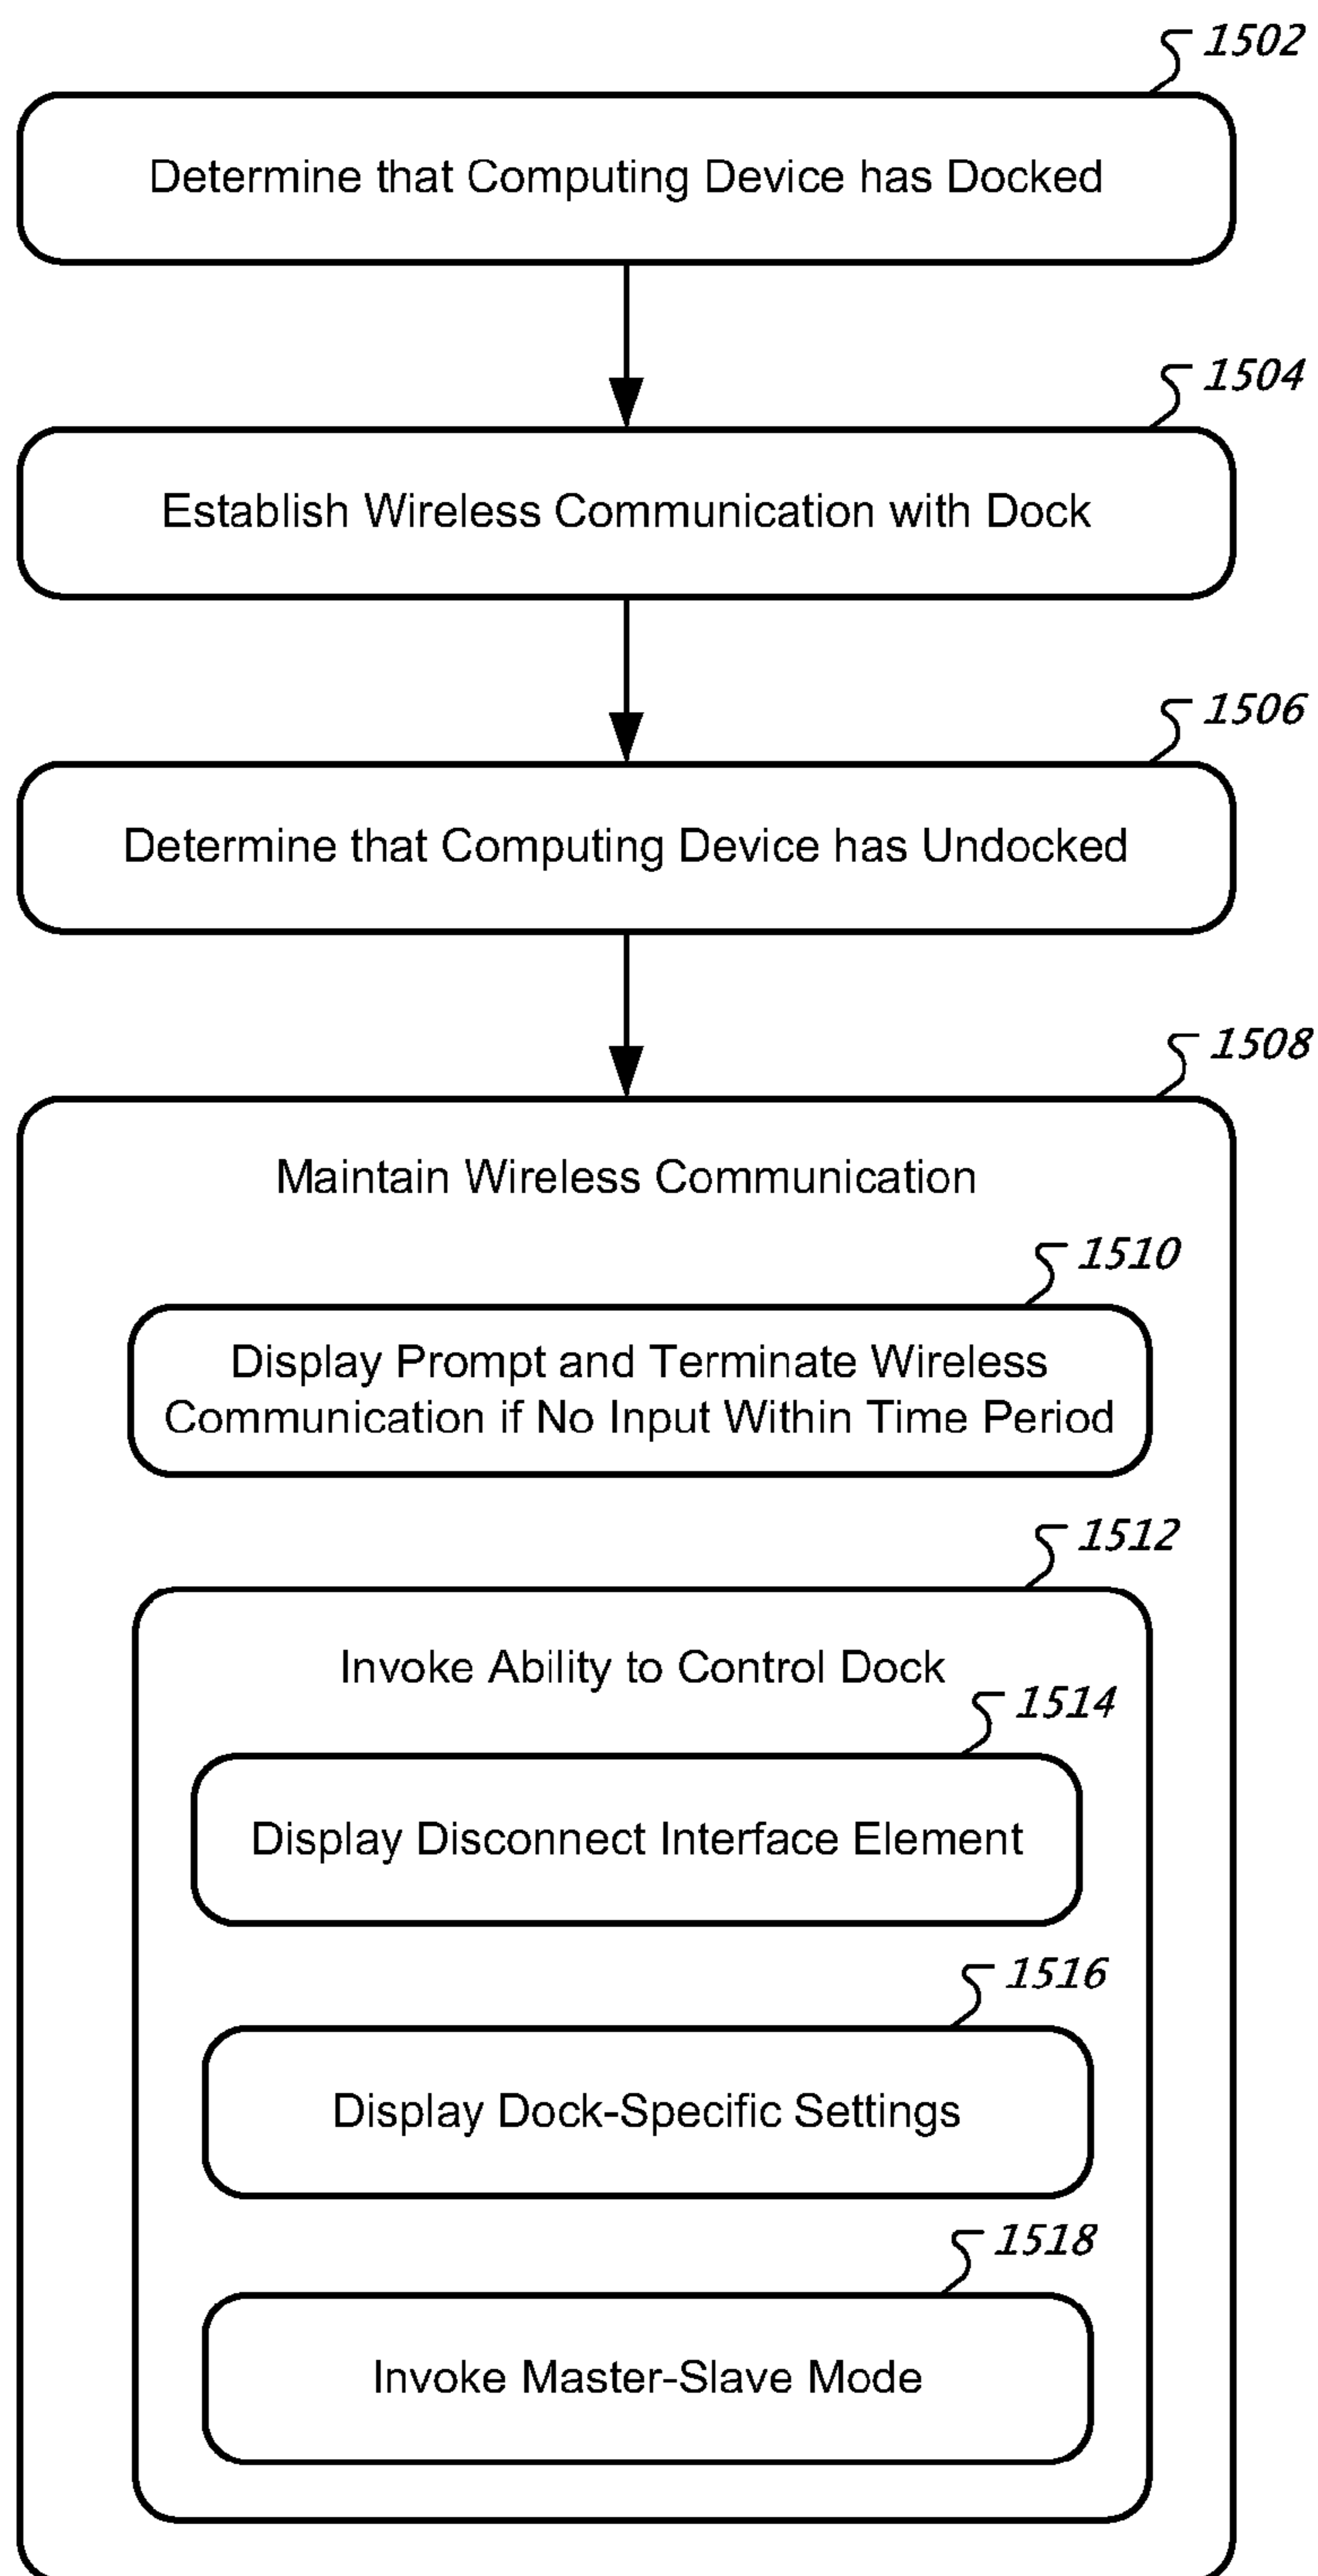 1502
Determine that Computing Device has Docked
1504
Establish Wireless Communication with Dock
1506
Determine that Computing Device has Undocked
1508
Maintain Wireless Communication
1510
Display Prompt and Terminate Wireless
Communication if No Input Within Time Period
1512
Invoke Ability to Control Dock
1514
Display Disconnect Interface Element
1516
Display Dock-Specific Settings
1518
Invoke Master-Slave Mode